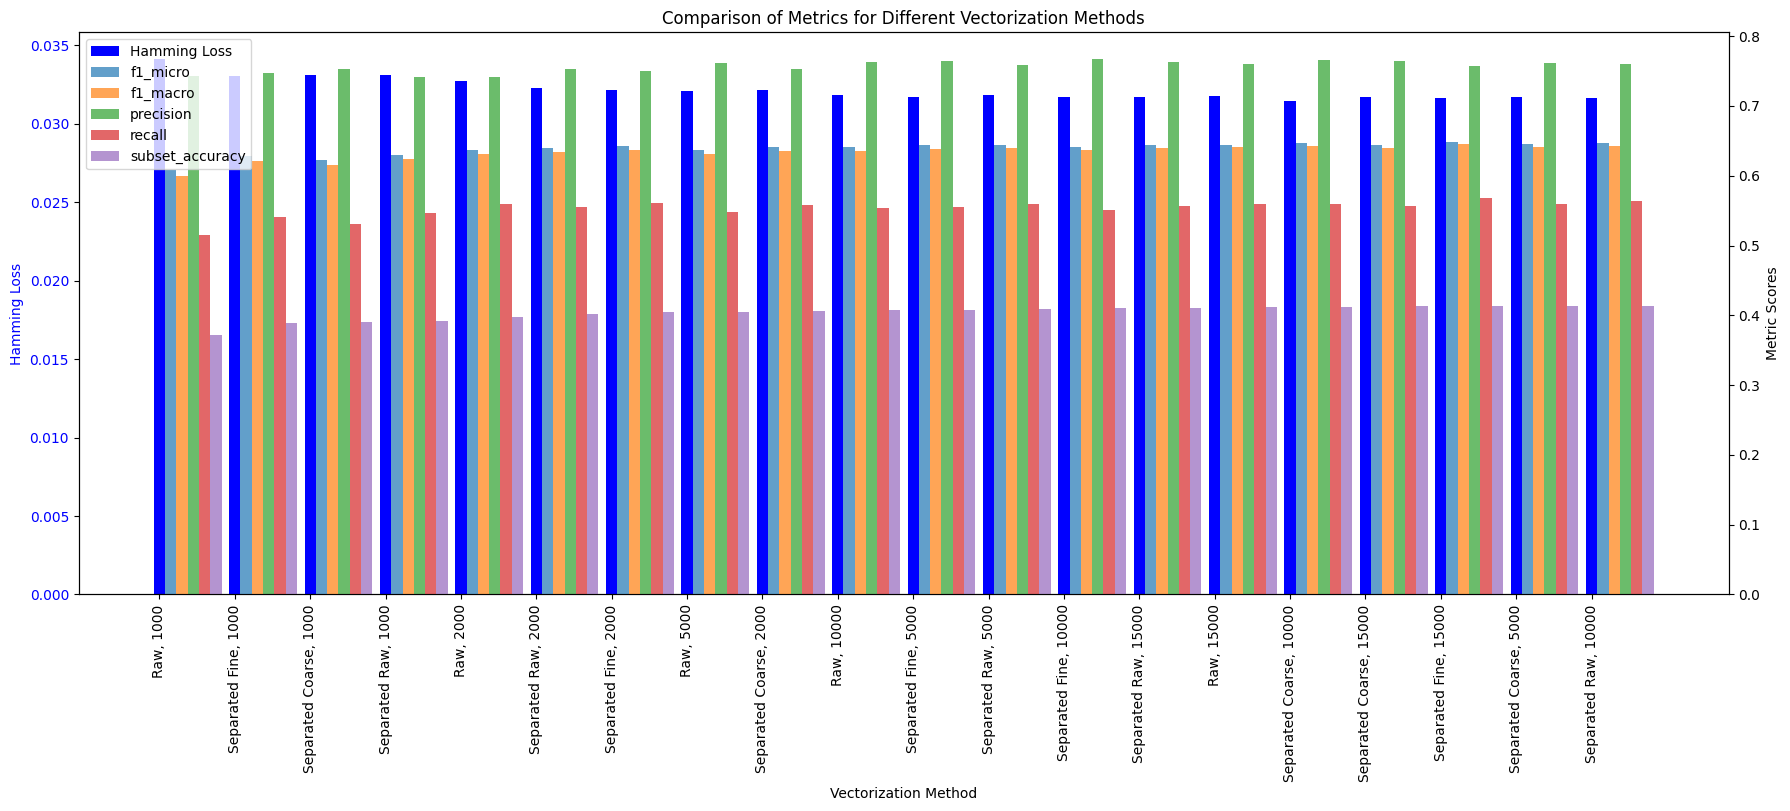 Comparison of Metrics for Different Vectorization Methods
Hamming Loss
f1_micro
f1_macro
precision
recall
subset_accuracy
0.035
0.030
0.025
0.020
0.015
0.010
0.005
0.000
Hamming Loss
0.8
0.7
0.6
0.5
0.4
0.3
0.2
0.1
0.0
Metric Scores
Raw, 1000
Separated Fine, 1000
Separated Coarse, 1000
Separated Raw, 1000
Raw, 2000
Separated Raw, 2000
Separated Fine, 2000
Raw, 5000
Separated Coarse, 2000
Raw, 10000
Separated Fine, 5000
Separated Raw, 5000
Separated Fine, 10000
Separated Raw, 15000
Raw, 15000
Separated Coarse, 10000
Separated Coarse, 15000
Separated Fine, 15000
Separated Coarse, 5000
Separated Raw, 10000
Vectorization Method